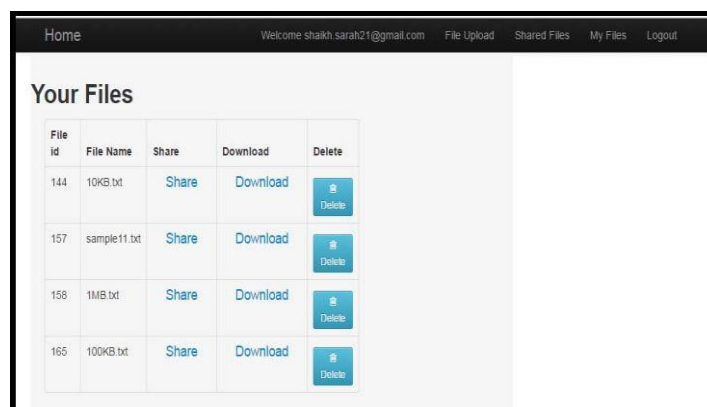 Home Welcome shaikh.sarah21@gmail.com File Upload Shared Files My Files Logout
Your Files
File id File Name Share Download Delete
144 10KB.txt Share Download Delete
157 sample11.txt Share Download Delete
158 1MB.txt Share Download Delete
165 100KB.txt Share Download Delete